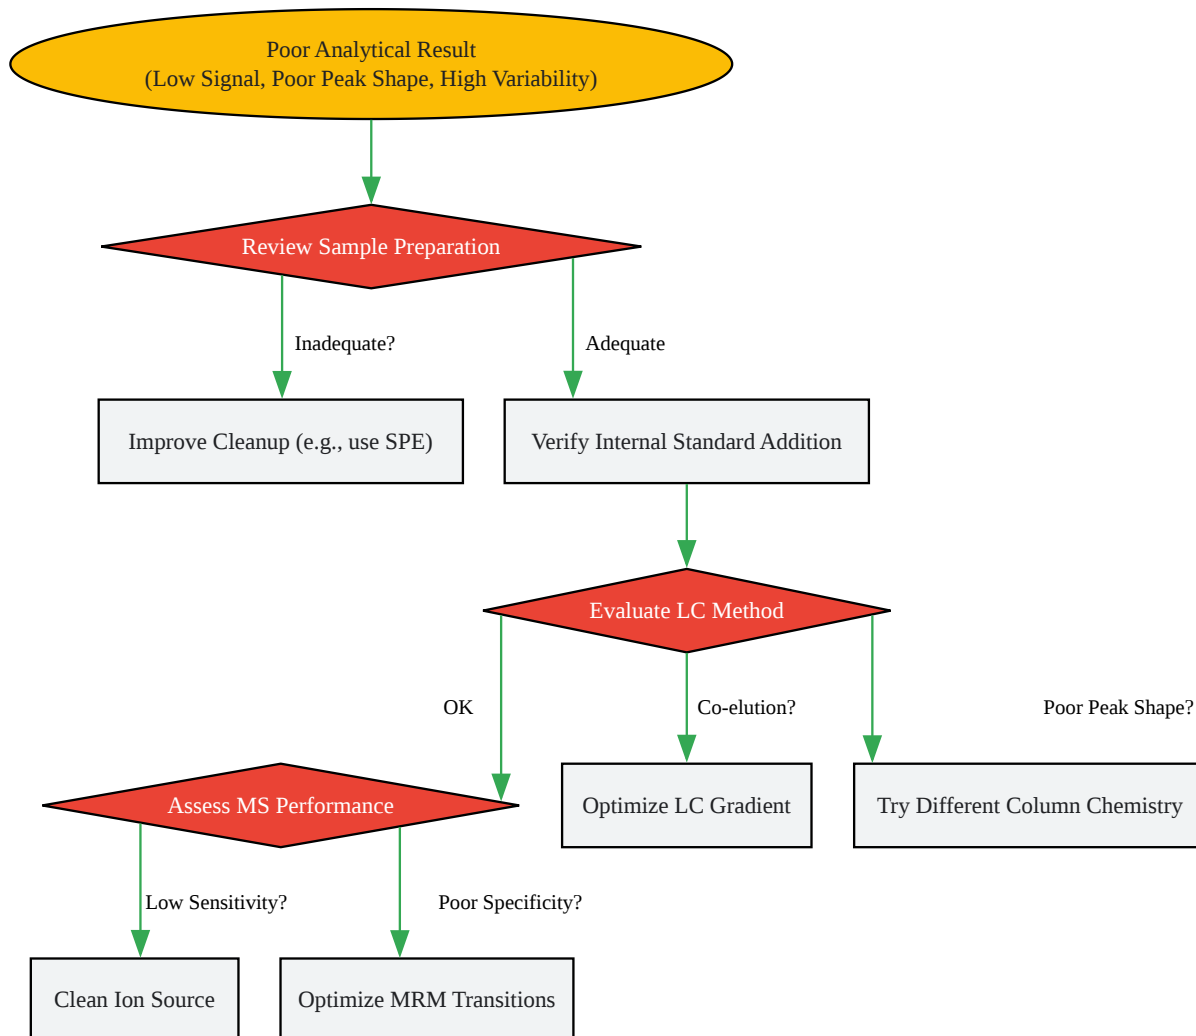 Poor Analytical Result
(Low Signal, Poor Peak Shape, High Variability)
Review Sample Preparation
Inadequate?
Adequate
Improve Cleanup (e.g., use SPE)
Verify Internal Standard Addition
Evaluate LC Method
OK
Co-elution?
Poor Peak Shape?
Assess MS Performance
Optimize LC Gradient
Try Different Column Chemistry
Low Sensitivity?
Poor Specificity?
Clean Ion Source
Optimize MRM Transitions